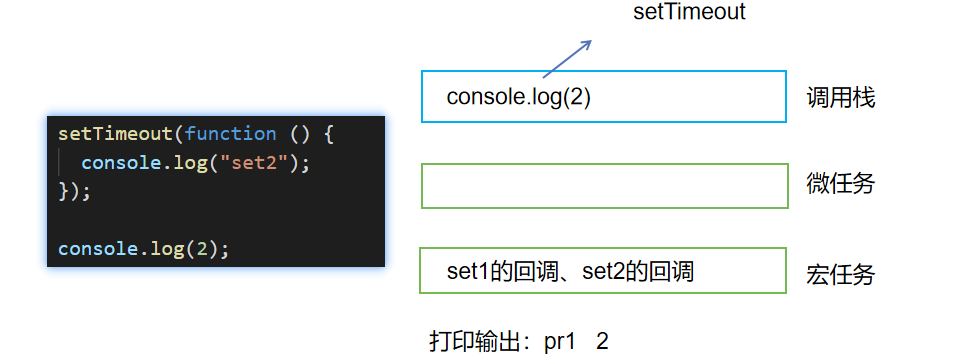 setTimeout
console.log(2)
调用栈
setTimeout(function () {
console.log("set2");
});
console.log(2);
微任务
set1的回调、set2的回调
宏任务
打印输出：pr1 2